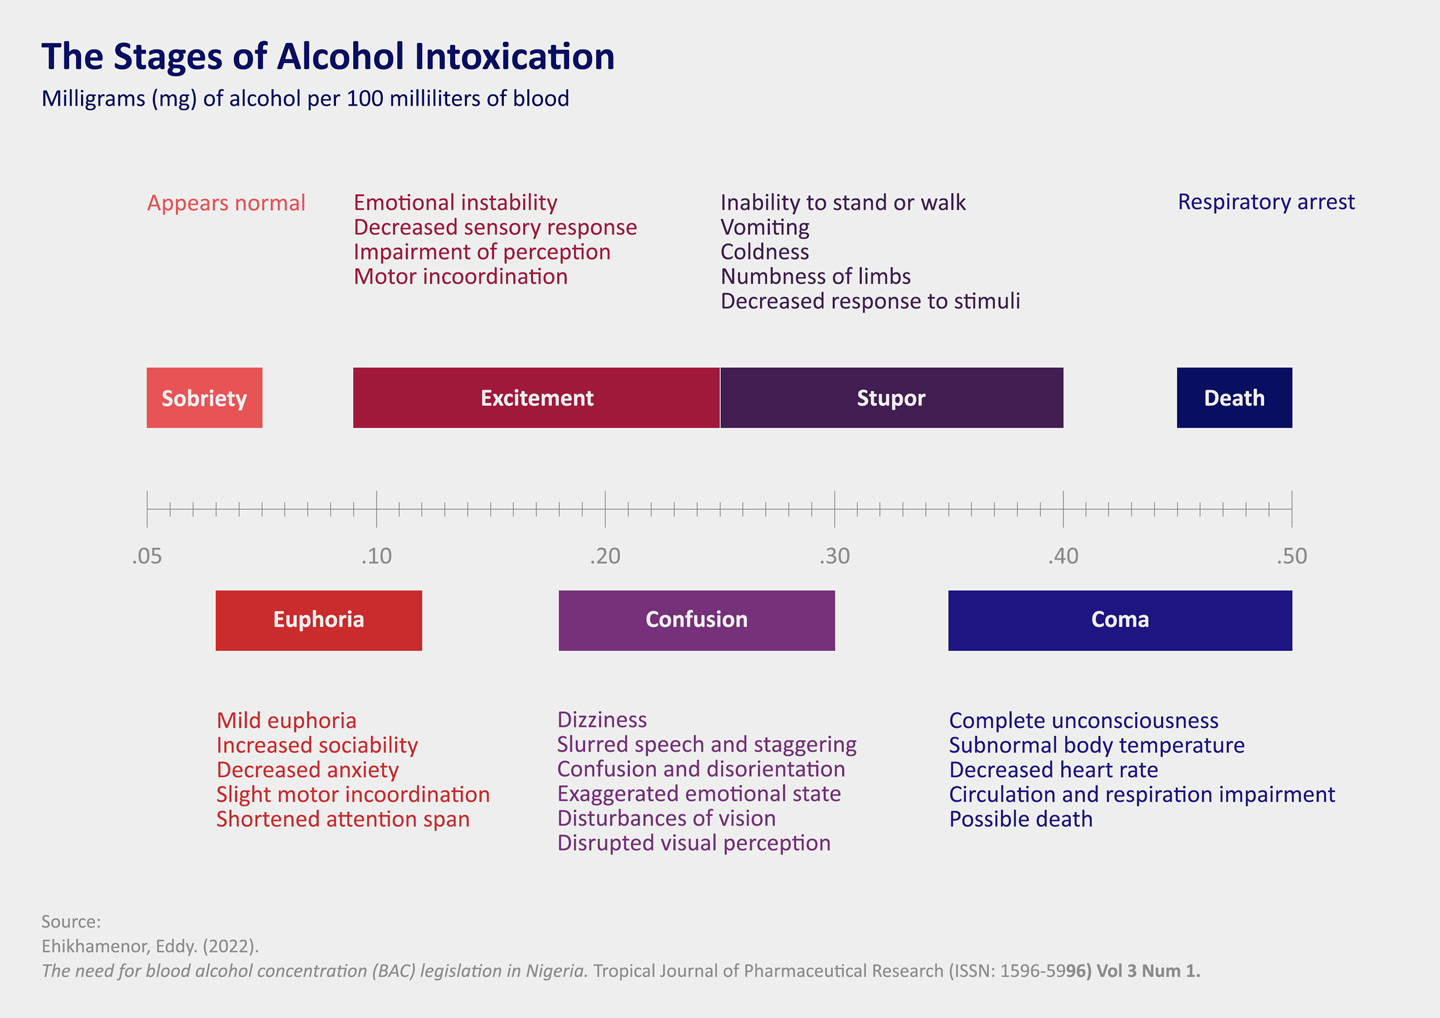 The Stages of Alcohol Intoxication
Milligrams (mg) of alcohol per 100 milliliters of blood
Appears normal
Emotional instability
Decreased sensory response
Impairment of perception
Motor incoordination
Inability to stand or walk
Vomiting
Coldness
Numbness of limbs
Decreased response to stimuli
Respiratory arrest
Sobriety
Excitement
Stupor
Death
.05
.10
.20
.30
.40
.50
Euphoria
Confusion
Coma
Mild euphoria
Increased sociability
Decreased anxiety
Slight motor incoordination
Shortened attention span
Dizziness
Slurred speech and staggering
Confusion and disorientation
Exaggerated emotional state
Disturbances of vision
Disrupted visual perception
Complete unconsciousness
Subnormal body temperature
Decreased heart rate
Circulation and respiration impairment
Possible death
Source:
Ehikhamenor, Eddy. (2022).
The need for blood alcohol concentration (BAC) legislation in Nigeria. Tropical Journal of Pharmaceutical Research (ISSN: 1596-5996) Vol 3 Num 1.